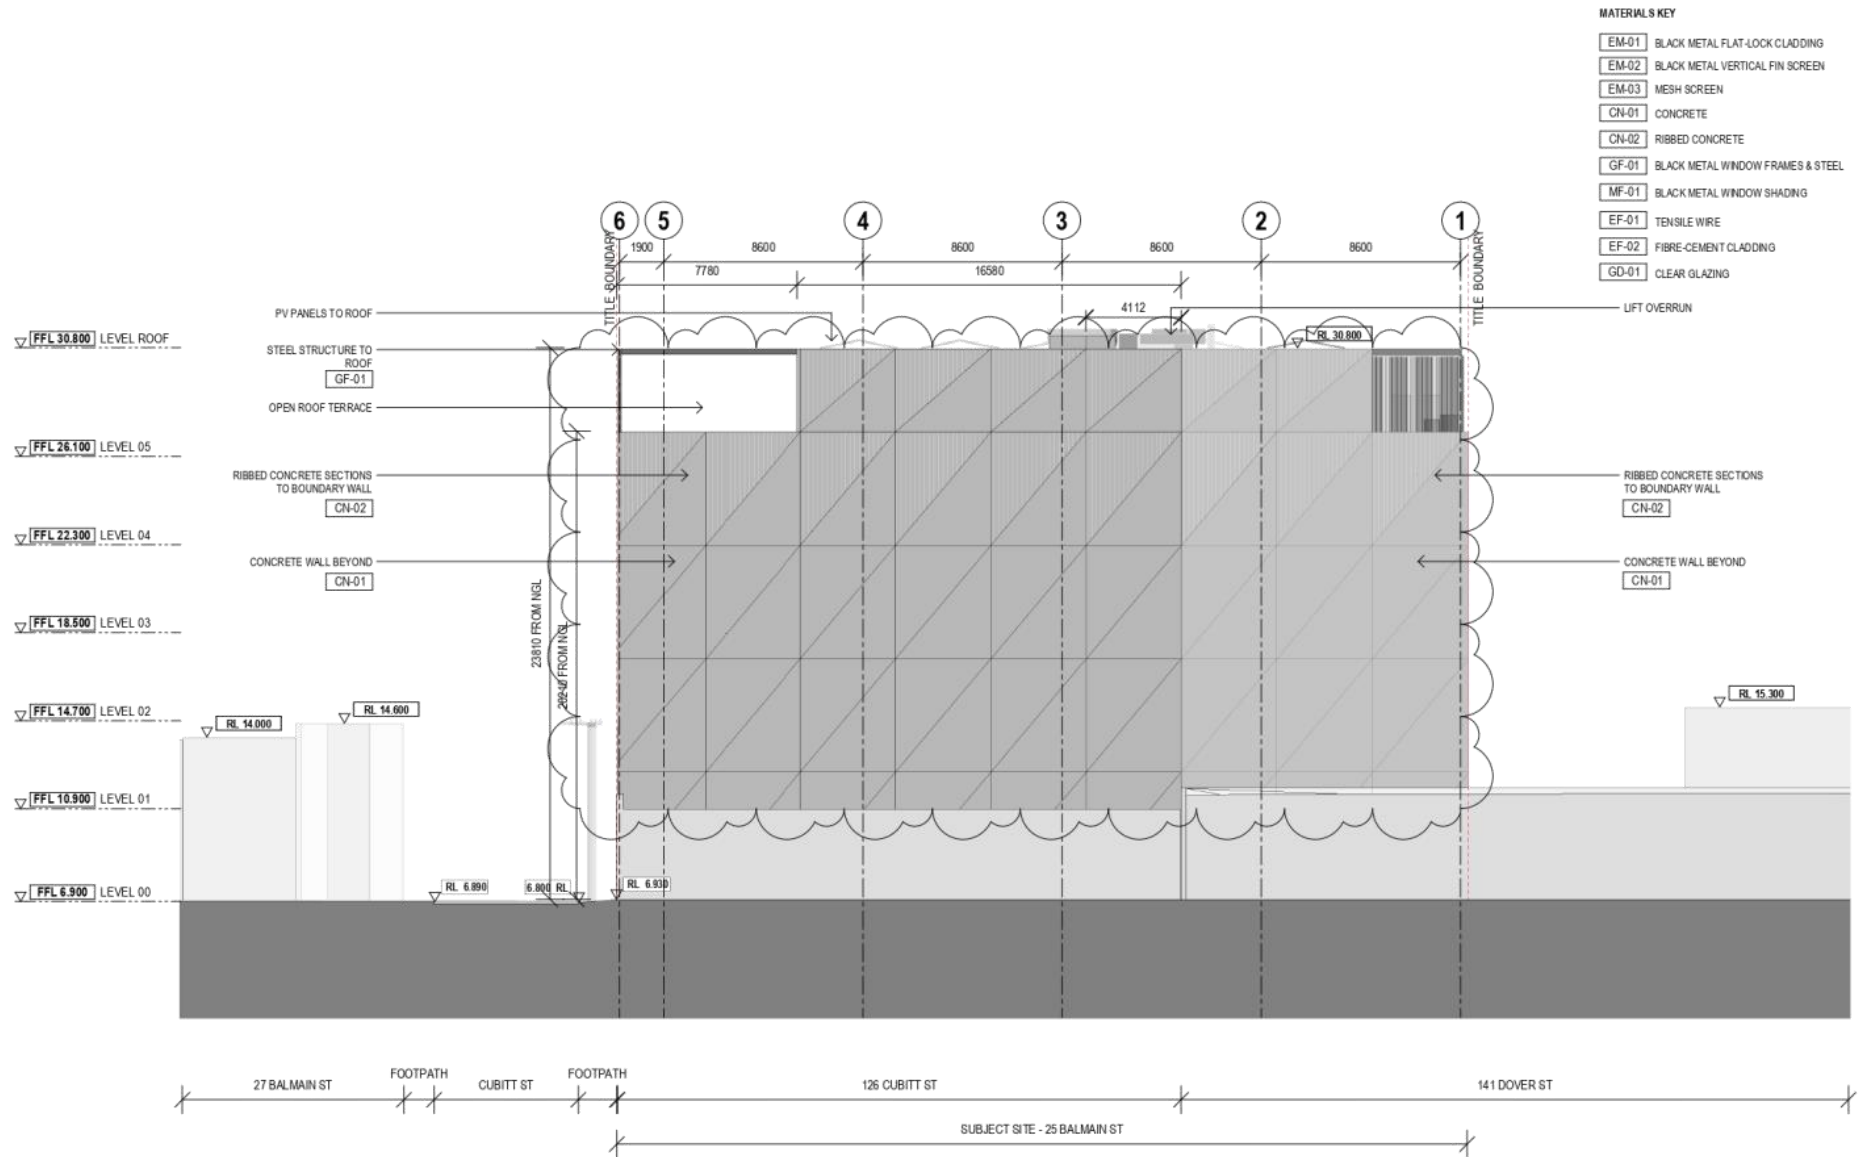 MATERIALS KEY
EM-01 BLACK METAL FLAT-LOCK CLADDING
EM-02 BLACK METAL VERTICAL FIN SCREEN
EM-03 MESH SCREEN
CN-01 CONCRETE
CN-02 RIBBED CONCRETE
GF-01 BLACK METAL WINDOW FRAMES & STEEL
MF-01 BLACK METAL WINDOW SHADING
EF-01 TENSILE WIRE
EF-02 FIBRE-CEMENT CLADDING
GD-01 CLEAR GLAZING
6 5 4 3 2 1
TITLE BOUNDARY
TITLE BOUNDARY
1900 8600 8600 8600 8600
7780 16580
4112
PV PANELS TO ROOF
LIFT OVERRUN
FFL 30.800 LEVEL ROOF
RL 30.800
STEEL STRUCTURE TO
ROOF
GF-01
OPEN ROOF TERRACE
FFL 26.100 LEVEL 05
RIBBED CONCRETE SECTIONS
TO BOUNDARY WALL
CN-02
RIBBED CONCRETE SECTIONS
TO BOUNDARY WALL
CN-02
FFL 22.300 LEVEL 04
CONCRETE WALL BEYOND
CN-01
CONCRETE WALL BEYOND
CN-01
23810 FROM NGL
FROM NGL
FFL 18.500 LEVEL 03
FFL 14.700 LEVEL 02
RL 14.000
RL 14.600
RL 15.300
FFL 10.900 LEVEL 01
FFL 6.900 LEVEL 00
RL 6.890
6.800 RL
RL 6.930
27 BALMAIN ST
FOOTPATH
CUBITT ST
FOOTPATH
126 CUBITT ST
141 DOVER ST
SUBJECT SITE - 25 BALMAIN ST